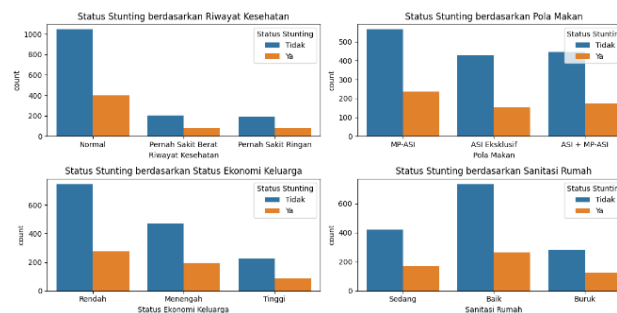 Status Stunting berdasarkan Riwayat Kesehatan
1000
800
600
400
200
0
count
Status Stunting
Tidak
Ya
Normal
Pernah Sakit Berat
Pernah Sakit Ringan
Riwayat Kesehatan
Status Stunting berdasarkan Pola Makan
500
400
300
200
100
0
count
Status Stunting
Tidak
Ya
MP-ASI
ASI Eksklusif
ASI + MP-ASI
Pola Makan
Status Stunting berdasarkan Status Ekonomi Keluarga
600
400
200
0
count
Status Stunting
Tidak
Ya
Rendah
Menengah
Tinggi
Status Ekonomi Keluarga
Status Stunting berdasarkan Sanitasi Rumah
600
400
200
0
count
Status Stunting
Tidak
Ya
Sedang
Baik
Buruk
Sanitasi Rumah